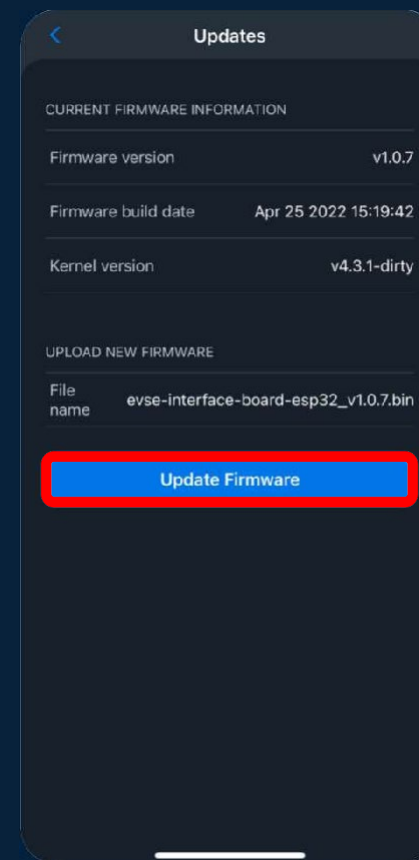 Updates
CURRENT FIRMWARE INFORMATION
Firmware version v1.0.7
Firmware build date Apr 25 2022 15:19:42
Kernel version v4.3.1-dirty
UPLOAD NEW FIRMWARE
File name evse-interface-board-esp32_v1.0.7.bin
Update Firmware